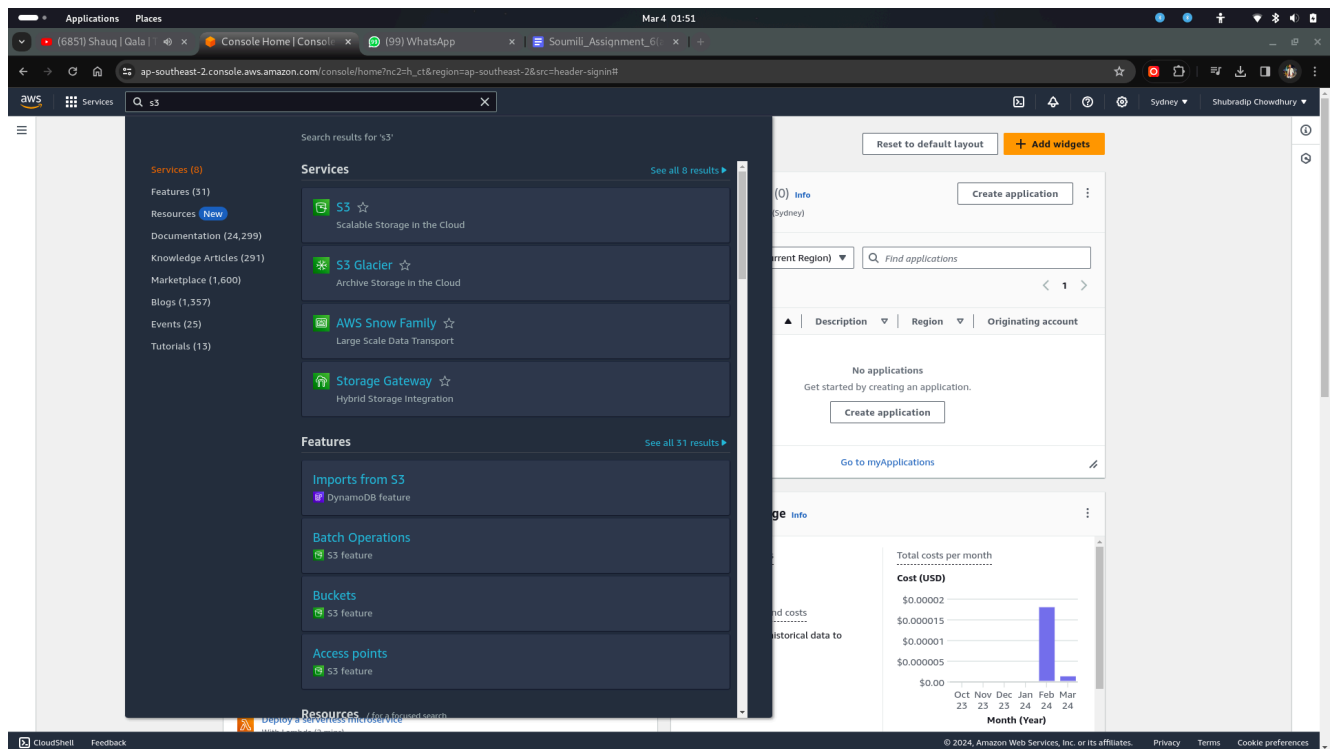 Applications Places
Mar 4 01:51
(6851) Shauq | Qala | T
Console Home | Console
(99) WhatsApp
Soumili_Assignment_6
ap-southeast-2.console.aws.amazon.com/console/home?nc2=h_ct&region=ap-southeast-2&src=header-signin#
aws
Services
s3
Sydney
Shubradip Chowdhury
Search results for 's3'
Services (8)
Features (31)
Resources New
Documentation (24,299)
Knowledge Articles (291)
Marketplace (1,600)
Blogs (1,357)
Events (25)
Tutorials (13)
Services
See all 8 results
S3
Scalable Storage in the Cloud
S3 Glacier
Archive Storage in the Cloud
AWS Snow Family
Large Scale Data Transport
Storage Gateway
Hybrid Storage Integration
Features
See all 31 results
Imports from S3
DynamoDB feature
Batch Operations
S3 feature
Buckets
S3 feature
Access points
S3 feature
Resources / for a focused search
Deploy a serverless microservice
With Lambda (2 mins)
Reset to default layout
+ Add widgets
(0) Info
(Sydney)
Create application
rrent Region)
Find applications
1
Description
Region
Originating account
No applications
Get started by creating an application.
Create application
Go to myApplications
ge Info
nd costs
istorical data to
Total costs per month
Cost (USD)
$0.00002
$0.000015
$0.00001
$0.000005
$0.00
Oct Nov Dec Jan Feb Mar
23 23 23 24 24 24
Month (Year)
CloudShell Feedback
© 2024, Amazon Web Services, Inc. or its affiliates. Privacy Terms Cookie preferences